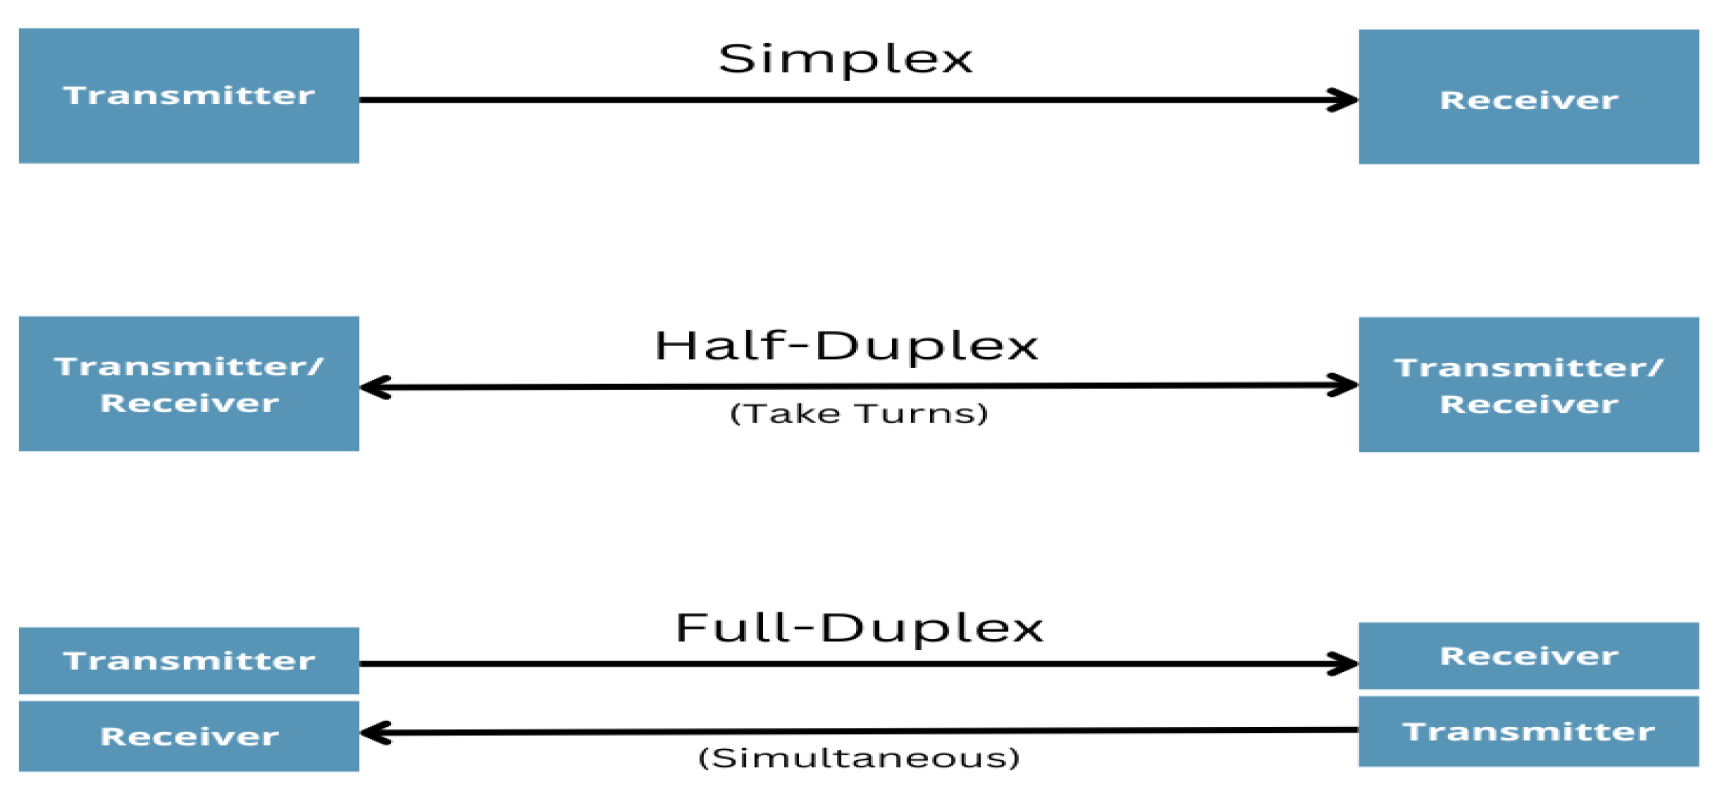 Simplex
Transmitter
Receiver
Half-Duplex
Transmitter/
Receiver
Transmitter/
Receiver
(Take Turns)
Full-Duplex
Transmitter
Receiver
Receiver
Transmitter
(Simultaneous)